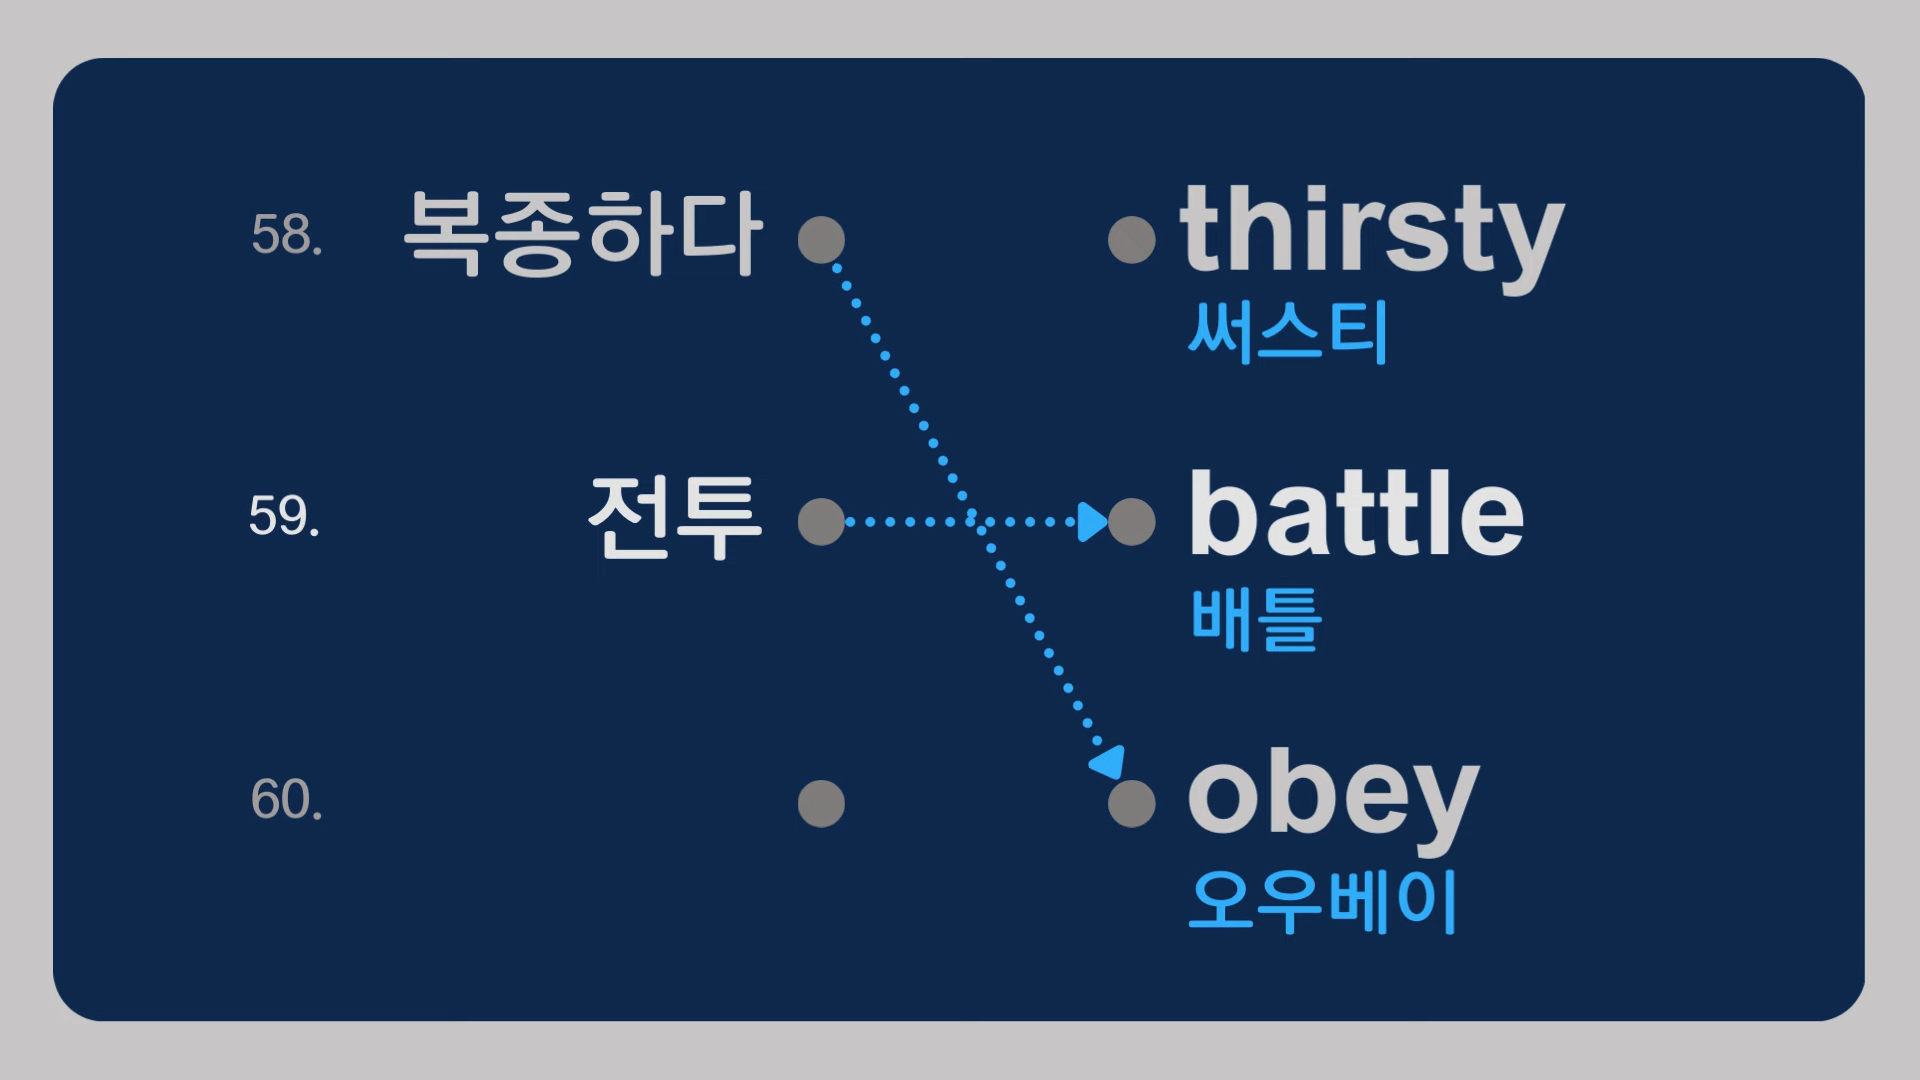 58. 복종하다 thirsty
써스티
59. 전투 battle
배틀
60. obey
오우베이